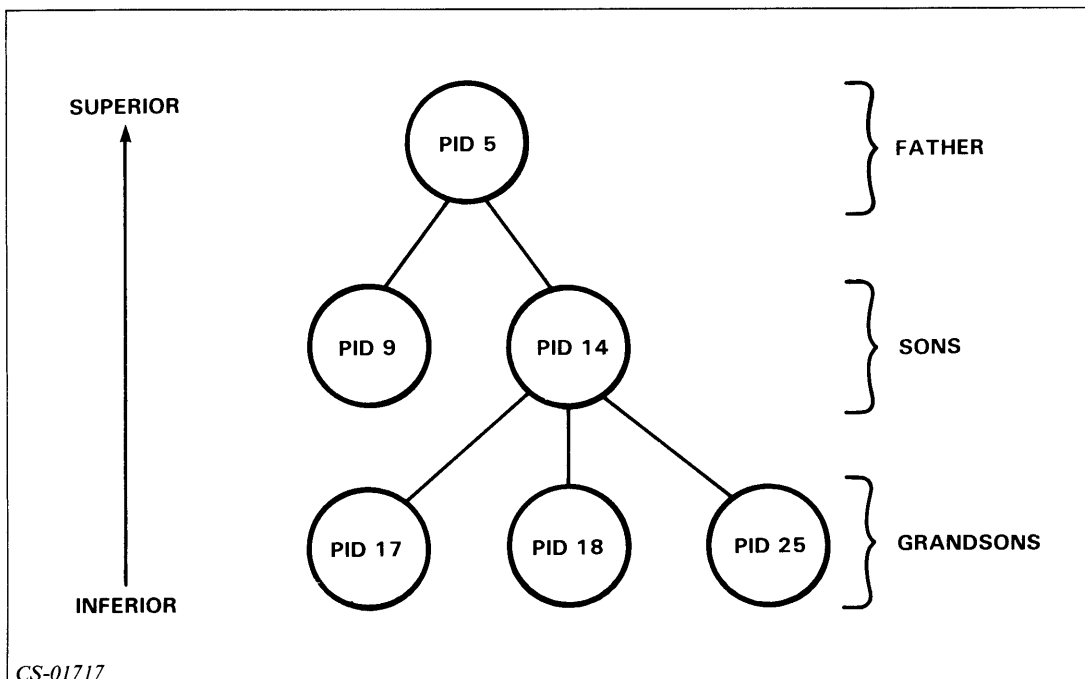 SUPERIOR
PID 5
FATHER
PID 9
PID 14
SONS
PID 17
PID 18
PID 25
GRANDSONS
INFERIOR
CS-01717